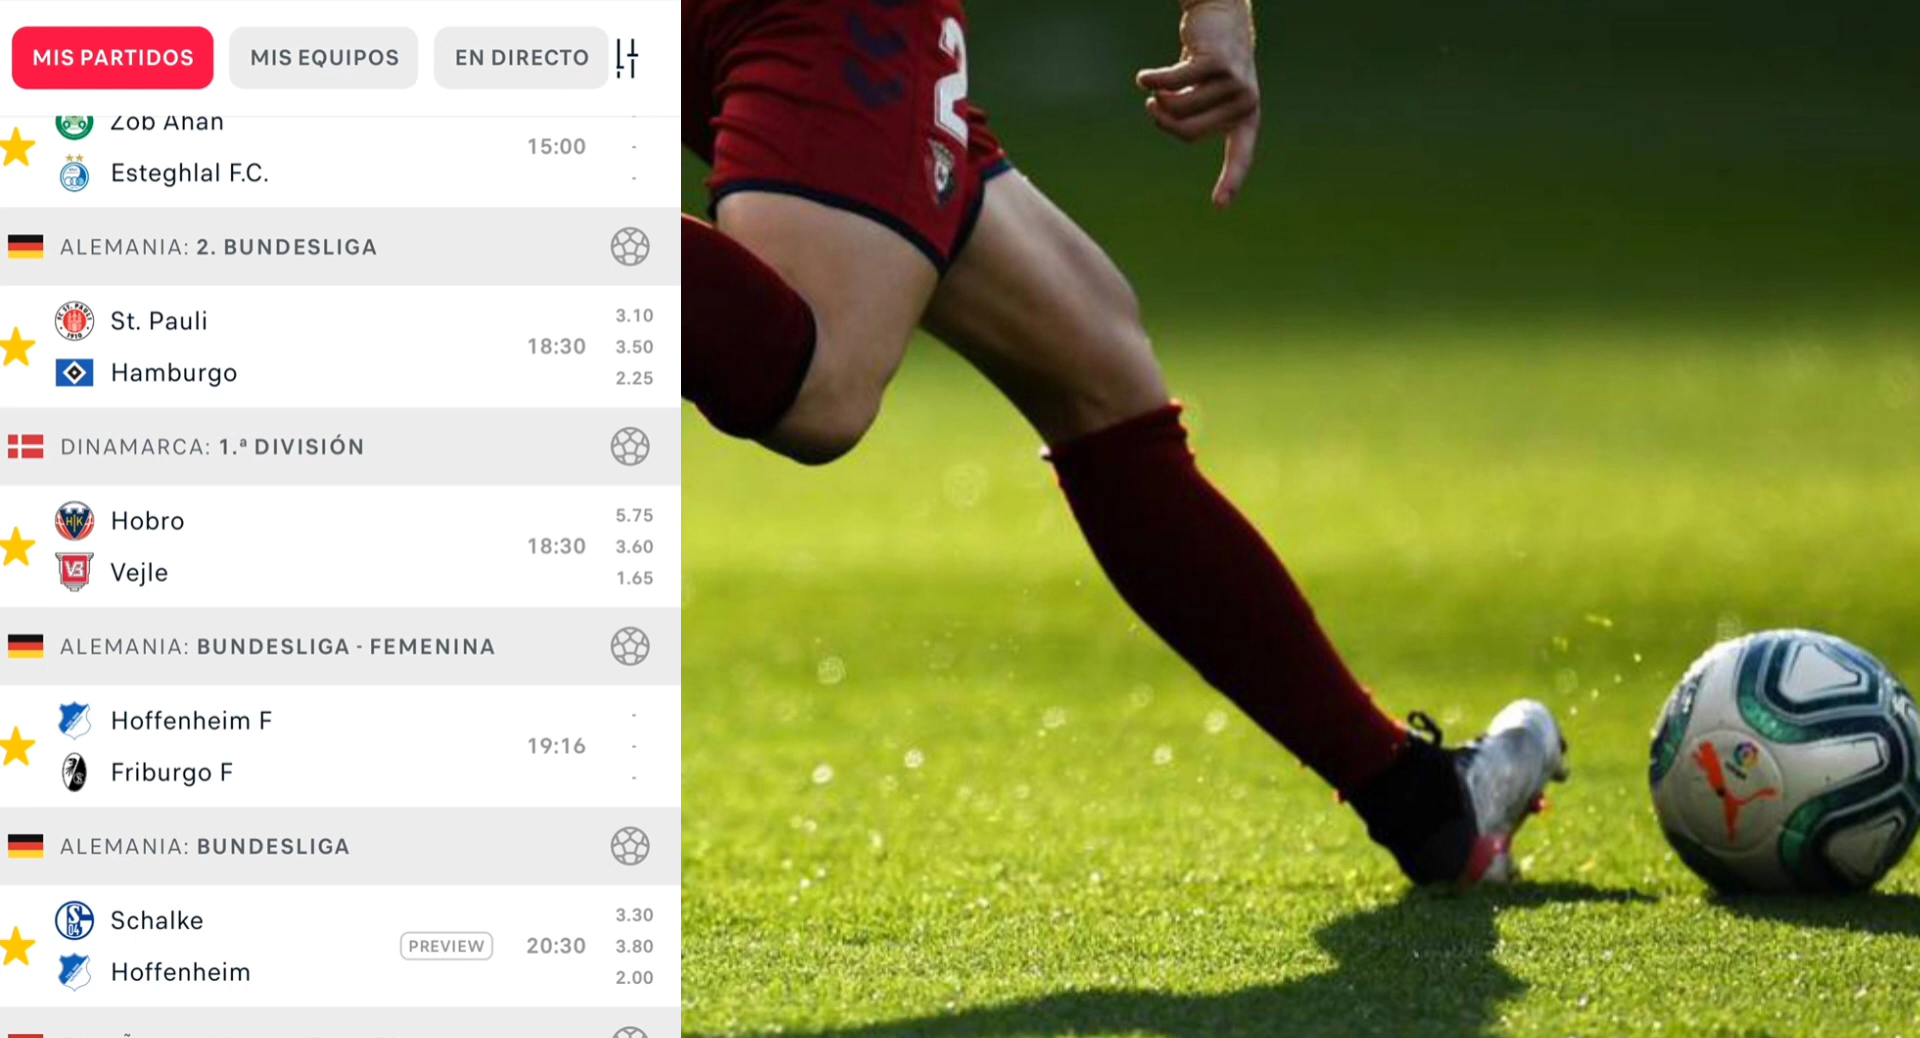 MIS PARTIDOS MIS EQUIPOS EN DIRECTO
Zob Ahan
15:00 -
-
Esteghlal F.C.
-
ALEMANIA: 2. BUNDESLIGA
St. Pauli
3.10
18:30 3.50
Hamburgo
2.25
DINAMARCA: 1.ª DIVISIÓN
Hobro
5.75
18:30 3.60
Vejle
1.65
ALEMANIA: BUNDESLIGA - FEMENINA
Hoffenheim F
-
19:16 -
Friburgo F
-
ALEMANIA: BUNDESLIGA
Schalke
3.30
PREVIEW 20:30 3.80
Hoffenheim
2.00
2